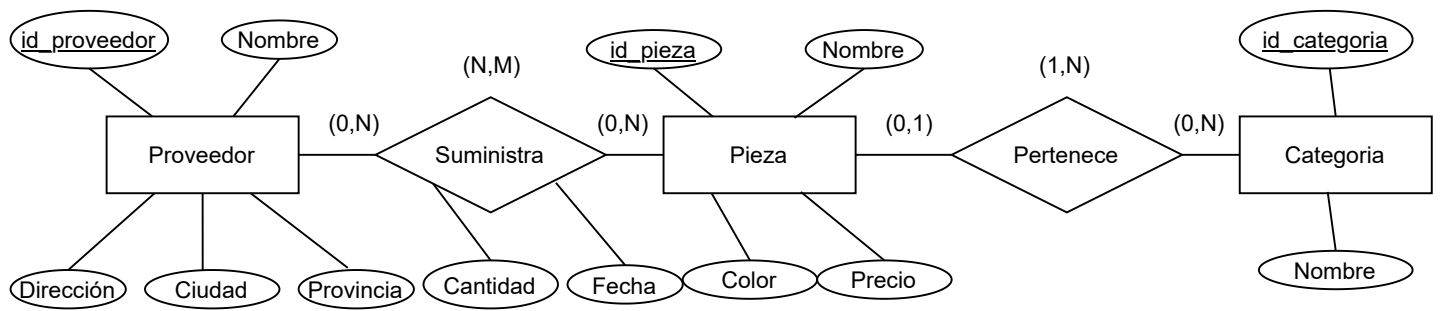 id_proveedor
Nombre
id_pieza
Nombre
id_categoria
(N,M)
(1,N)
(0,N)
(0,N)
(0,1)
(0,N)
Proveedor
Suministra
Pieza
Pertenece
Categoria
Dirección
Ciudad
Provincia
Cantidad
Fecha
Color
Precio
Nombre